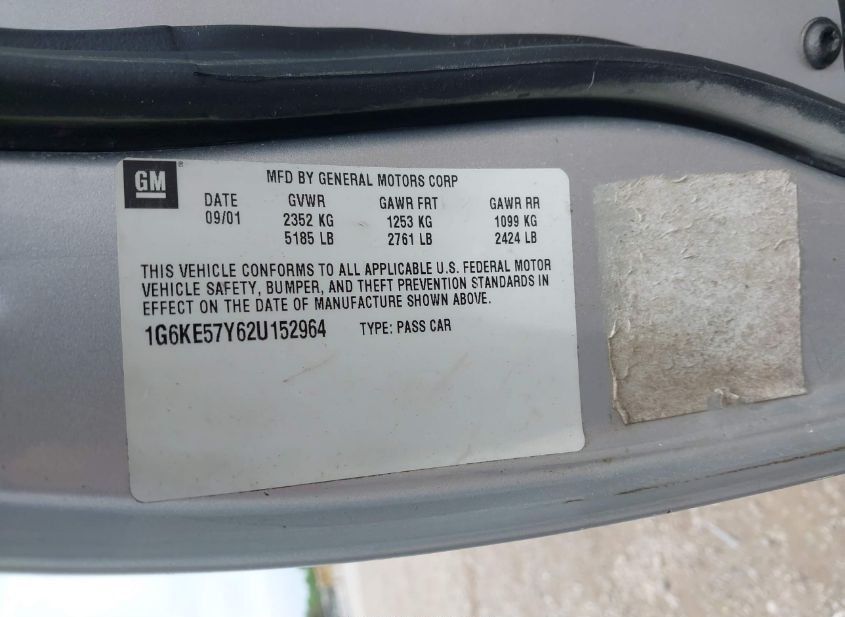 GM®
MFD BY GENERAL MOTORS CORP
DATE GVWR GAWR FRT GAWR RR
09/01 2352 KG 1253 KG 1099 KG
5185 LB 2761 LB 2424 LB
THIS VEHICLE CONFORMS TO ALL APPLICABLE U.S. FEDERAL MOTOR
VEHICLE SAFETY, BUMPER, AND THEFT PREVENTION STANDARDS IN
EFFECT ON THE DATE OF MANUFACTURE SHOWN ABOVE.
1G6KE57Y62U152964 TYPE: PASS CAR